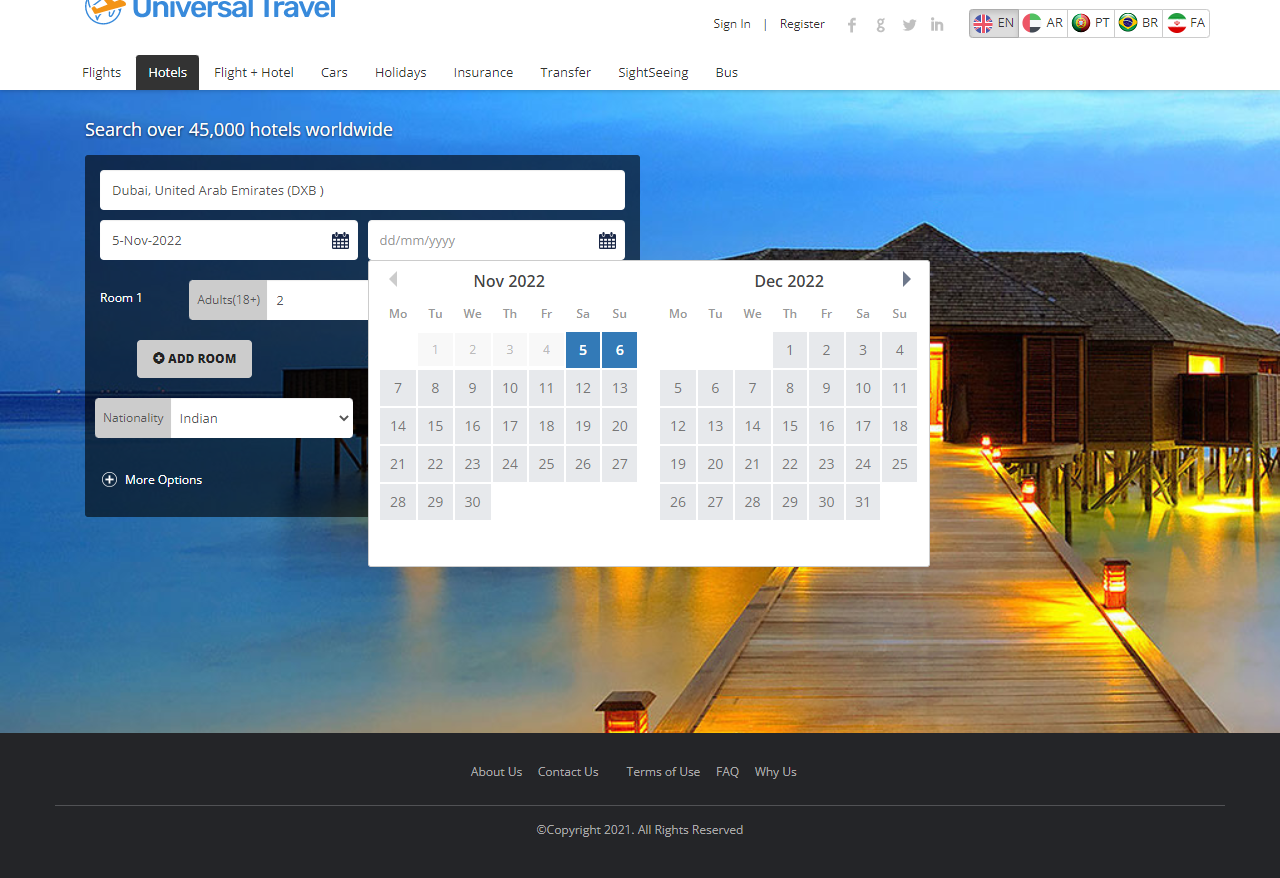 Universal Travel
Sign In | Register
EN AR PT BR FA
Flights Hotels Flight + Hotel Cars Holidays Insurance Transfer SightSeeing Bus
Search over 45,000 hotels worldwide
Dubai, United Arab Emirates (DXB )
5-Nov-2022 dd/mm/yyyy
Room 1 Adults(18+) 2
ADD ROOM
Nationality Indian
More Options
Nov 2022
Mo Tu We Th Fr Sa Su
1 2 3 4 5 6
7 8 9 10 11 12 13
14 15 16 17 18 19 20
21 22 23 24 25 26 27
28 29 30
Dec 2022
Mo Tu We Th Fr Sa Su
1 2 3 4
5 6 7 8 9 10 11
12 13 14 15 16 17 18
19 20 21 22 23 24 25
26 27 28 29 30 31
About Us Contact Us Terms of Use FAQ Why Us
©Copyright 2021. All Rights Reserved